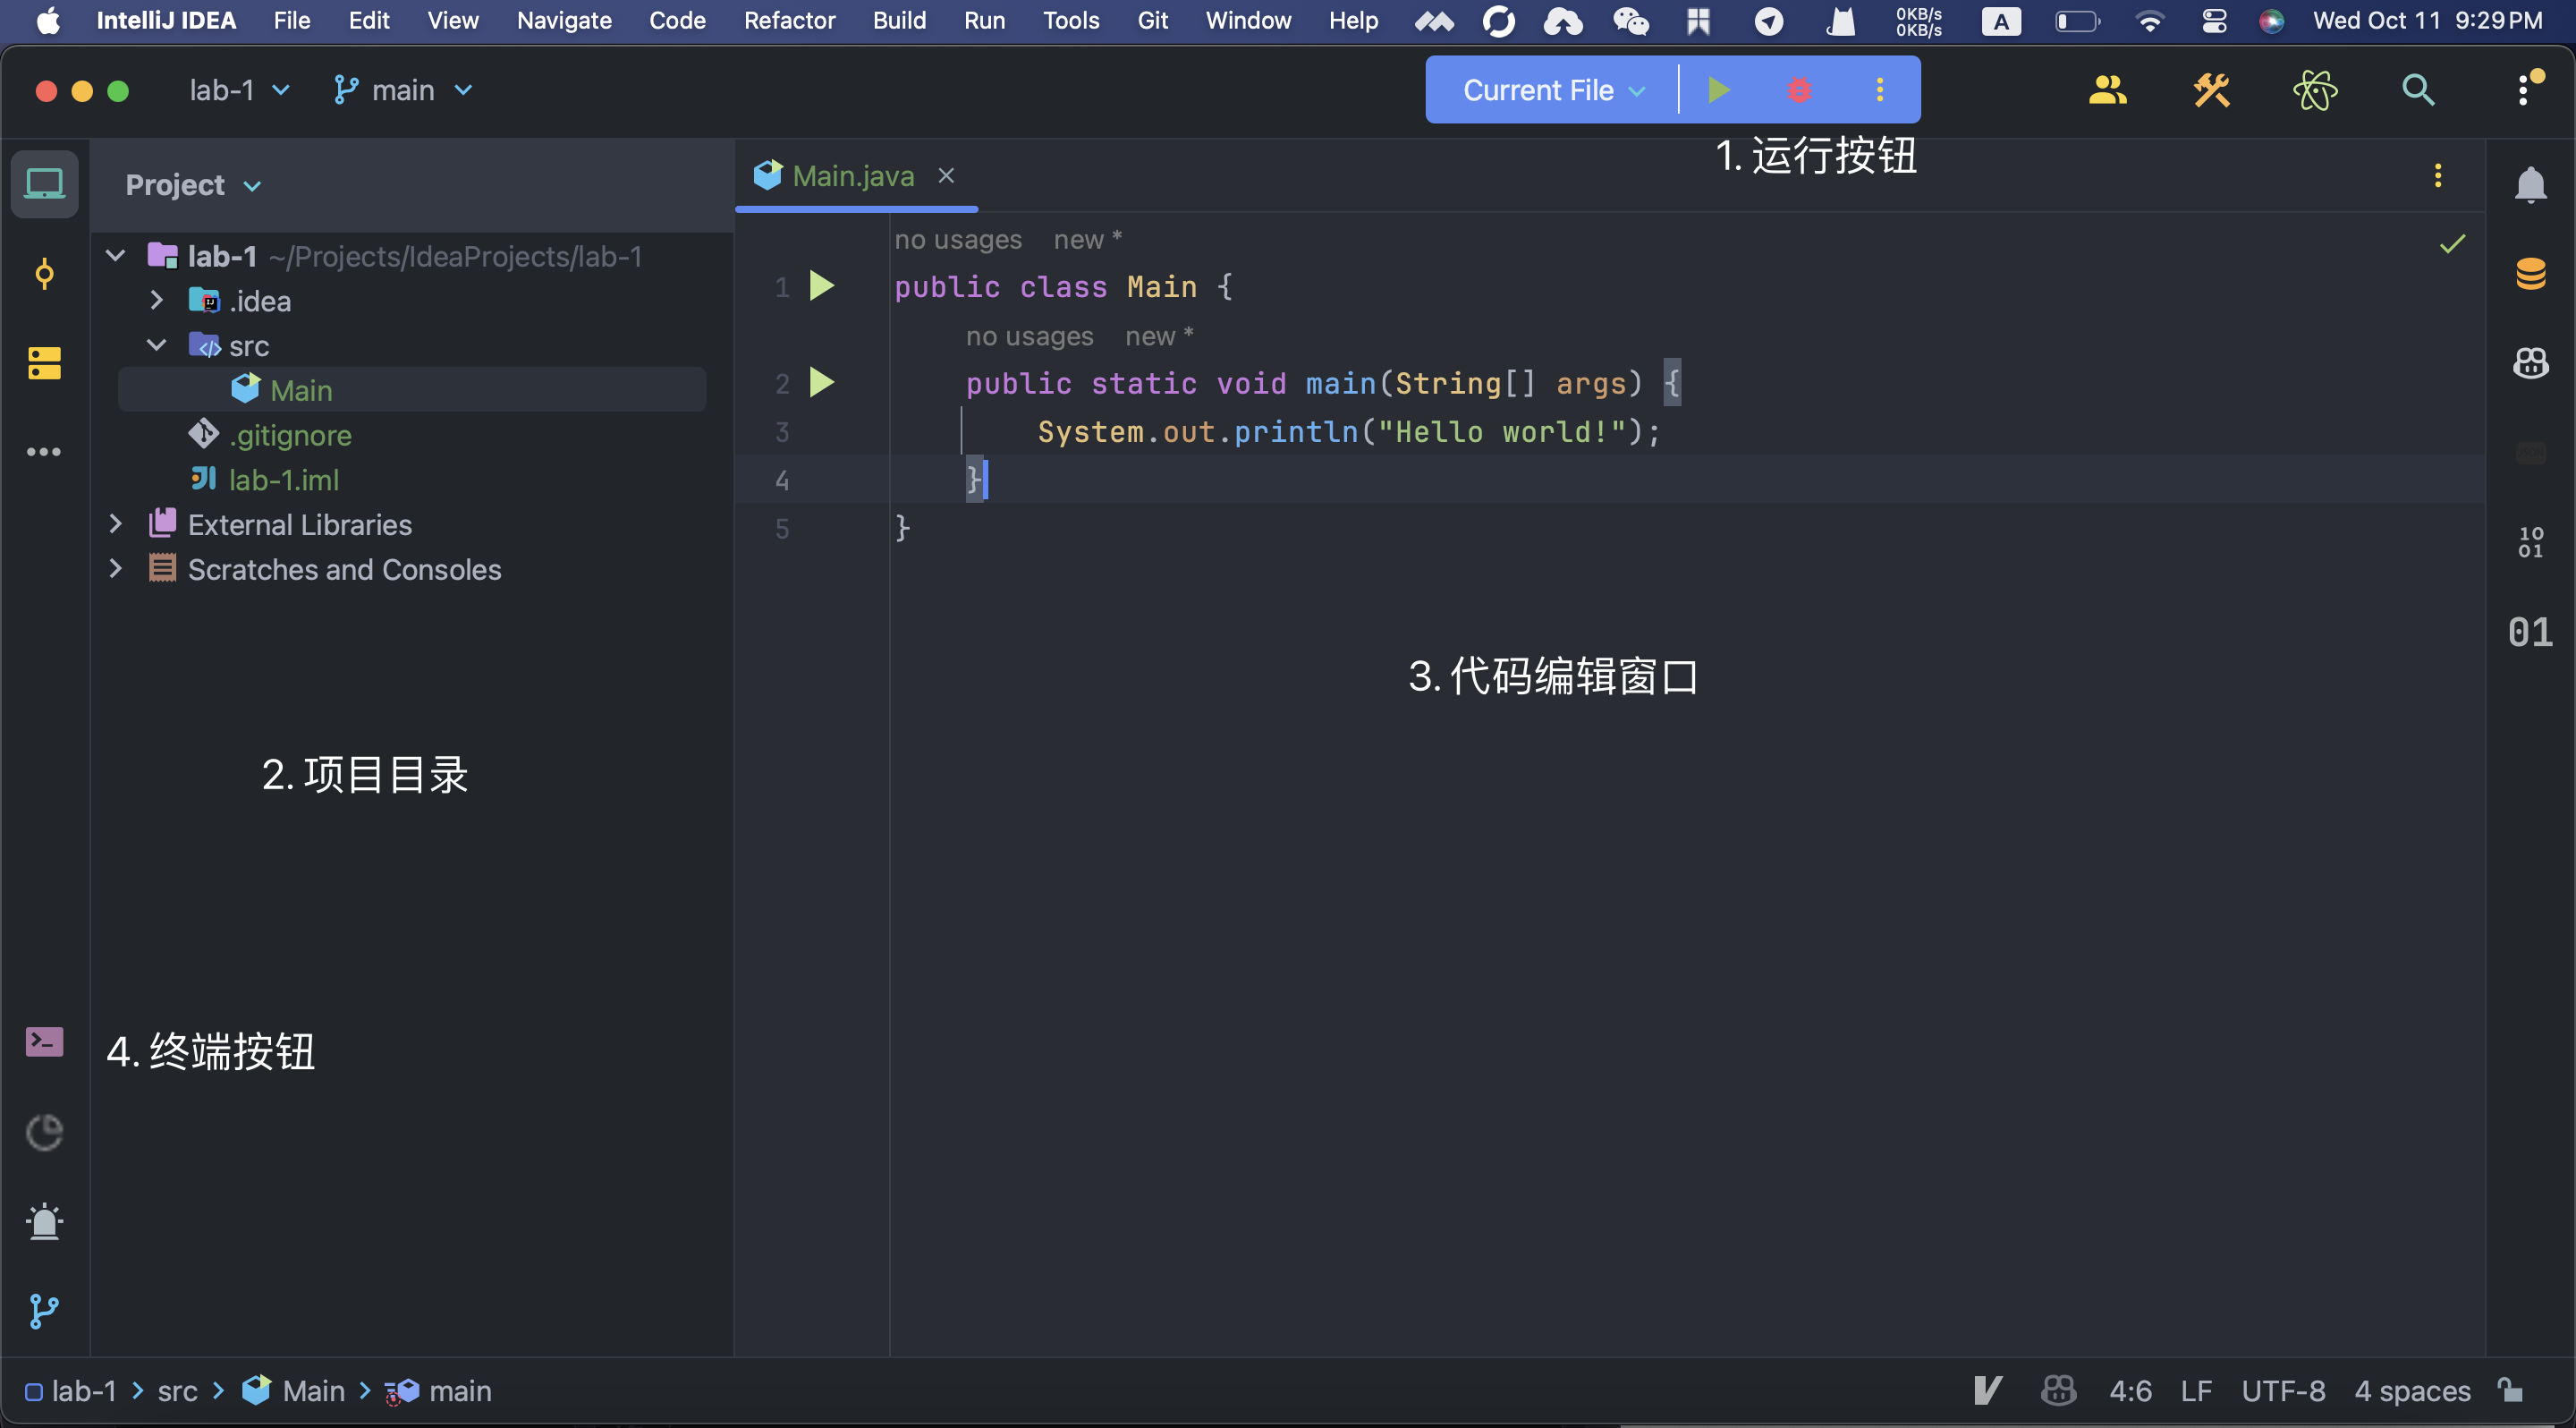 IntelliJ IDEA File Edit View Navigate Code Refactor Build Run Tools Git Window Help 0KB/s 0KB/s A Wed Oct 11 9:29 PM
lab-1 main Current File
1. 运行按钮
Project
Main.java
lab-1 ~/Projects/IdeaProjects/lab-1
.idea
src
Main
.gitignore
lab-1.iml
External Libraries
Scratches and Consoles
no usages new *
1 public class Main {
no usages new *
2 public static void main(String[] args) {
3 System.out.println("Hello world!");
4 }
5 }
10
01
01
3. 代码编辑窗口
2. 项目目录
4. 终端按钮
lab-1 > src > Main > main
4:6 LF UTF-8 4 spaces